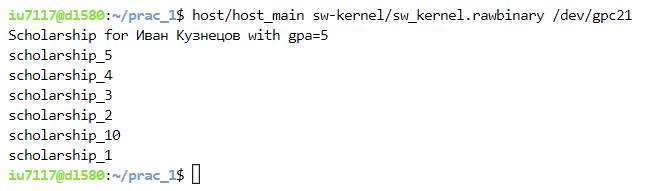 iu7117@dl580:~/prac_1$ host/host_main sw-kernel/sw_kernel.rawbinary /dev/gpc21
Scholarship for Иван Кузнецов with gpa=5
scholarship_5
scholarship_4
scholarship_3
scholarship_2
scholarship_10
scholarship_1
iu7117@dl580:~/prac_1$